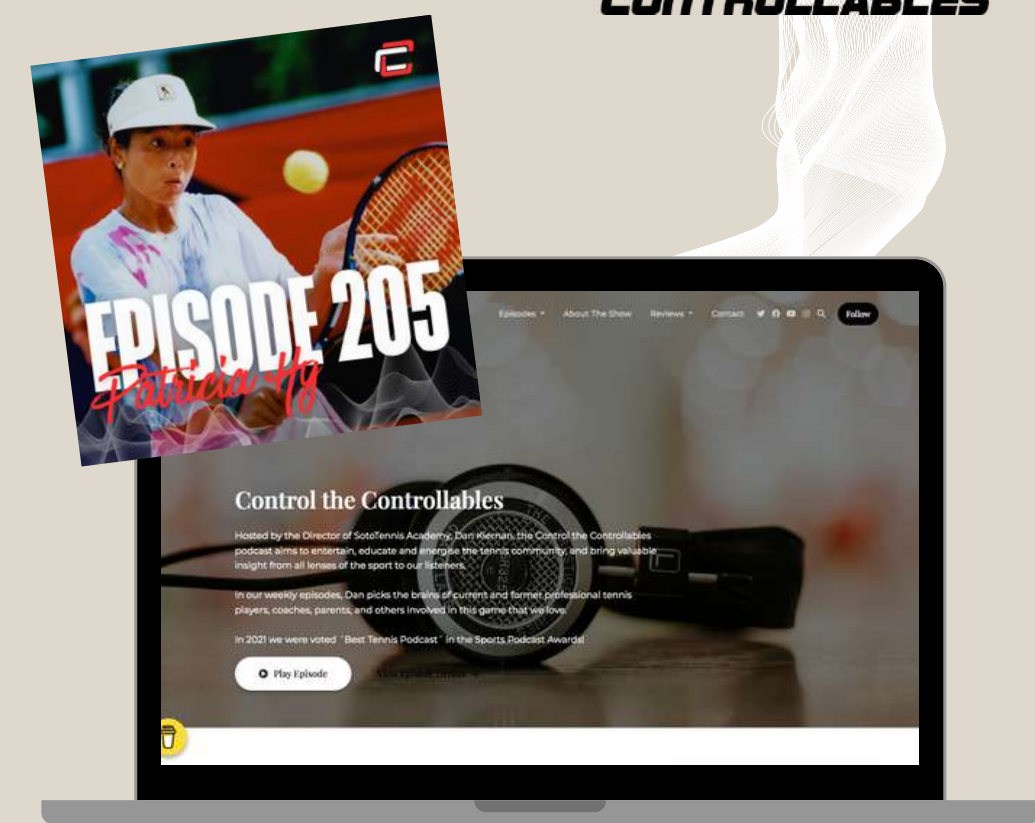 CONTROLLABLES
EPISODE 205
Patricia Hy
Episodes
About The Show
Reviews
Contact
Follow
Control the Controllables
Hosted by the Director of SotoTennis Academy, Dan Kiernan, the Control the Controllables
podcast aims to entertain, educate and energise the tennis community, and bring valuable
insight from all lenses of the sport to our listeners.
In our weekly episodes, Dan picks the brains of current and former professional tennis
players, coaches, parents, and others involved in this game that we love.
In 2021 we were voted ´Best Tennis Podcast´ in the Sports Podcast Awards!
Play Episode